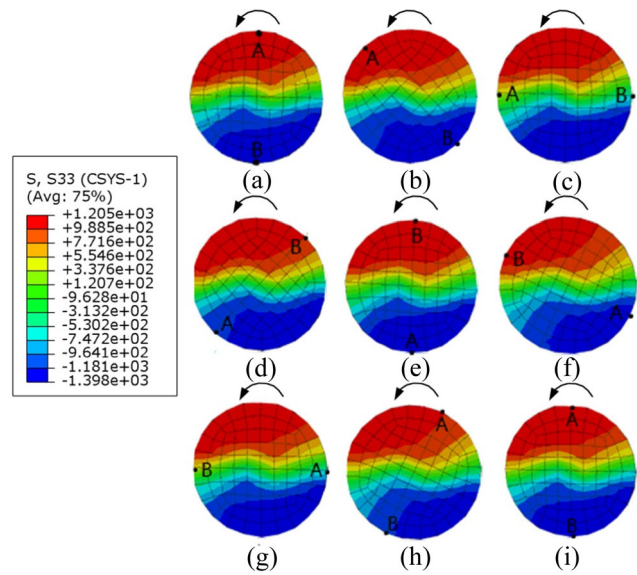 A
B
(a)
A
B
(b)
A
B
(c)
S, S33 (CSYS-1)
(Avg: 75%)
+1.205e+03
+9.885e+02
+7.716e+02
+5.546e+02
+3.376e+02
+1.207e+02
-9.628e+01
-3.132e+02
-5.302e+02
-7.472e+02
-9.641e+02
-1.181e+03
-1.398e+03
B
A
(d)
B
A
(e)
B
A
(f)
B
A
(g)
A
B
(h)
A
B
(i)